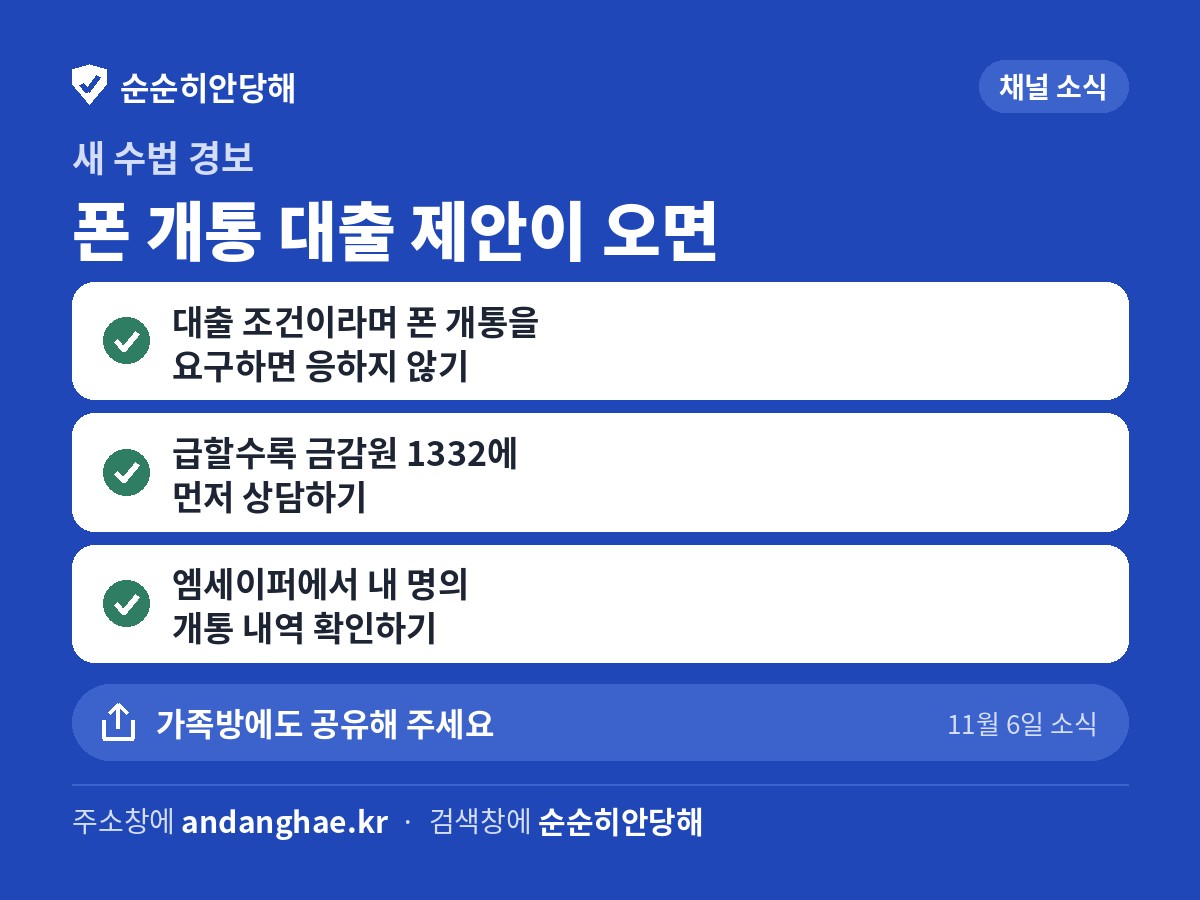 순순히안당해
채널 소식
새 수법 경보
폰 개통 대출 제안이 오면
대출 조건이라며 폰 개통을
요구하면 응하지 않기
급할수록 금감원 1332에
먼저 상담하기
엠세이퍼에서 내 명의
개통 내역 확인하기
가족방에도 공유해 주세요
11월 6일 소식
주소창에 andanghae.kr · 검색창에 순순히안당해